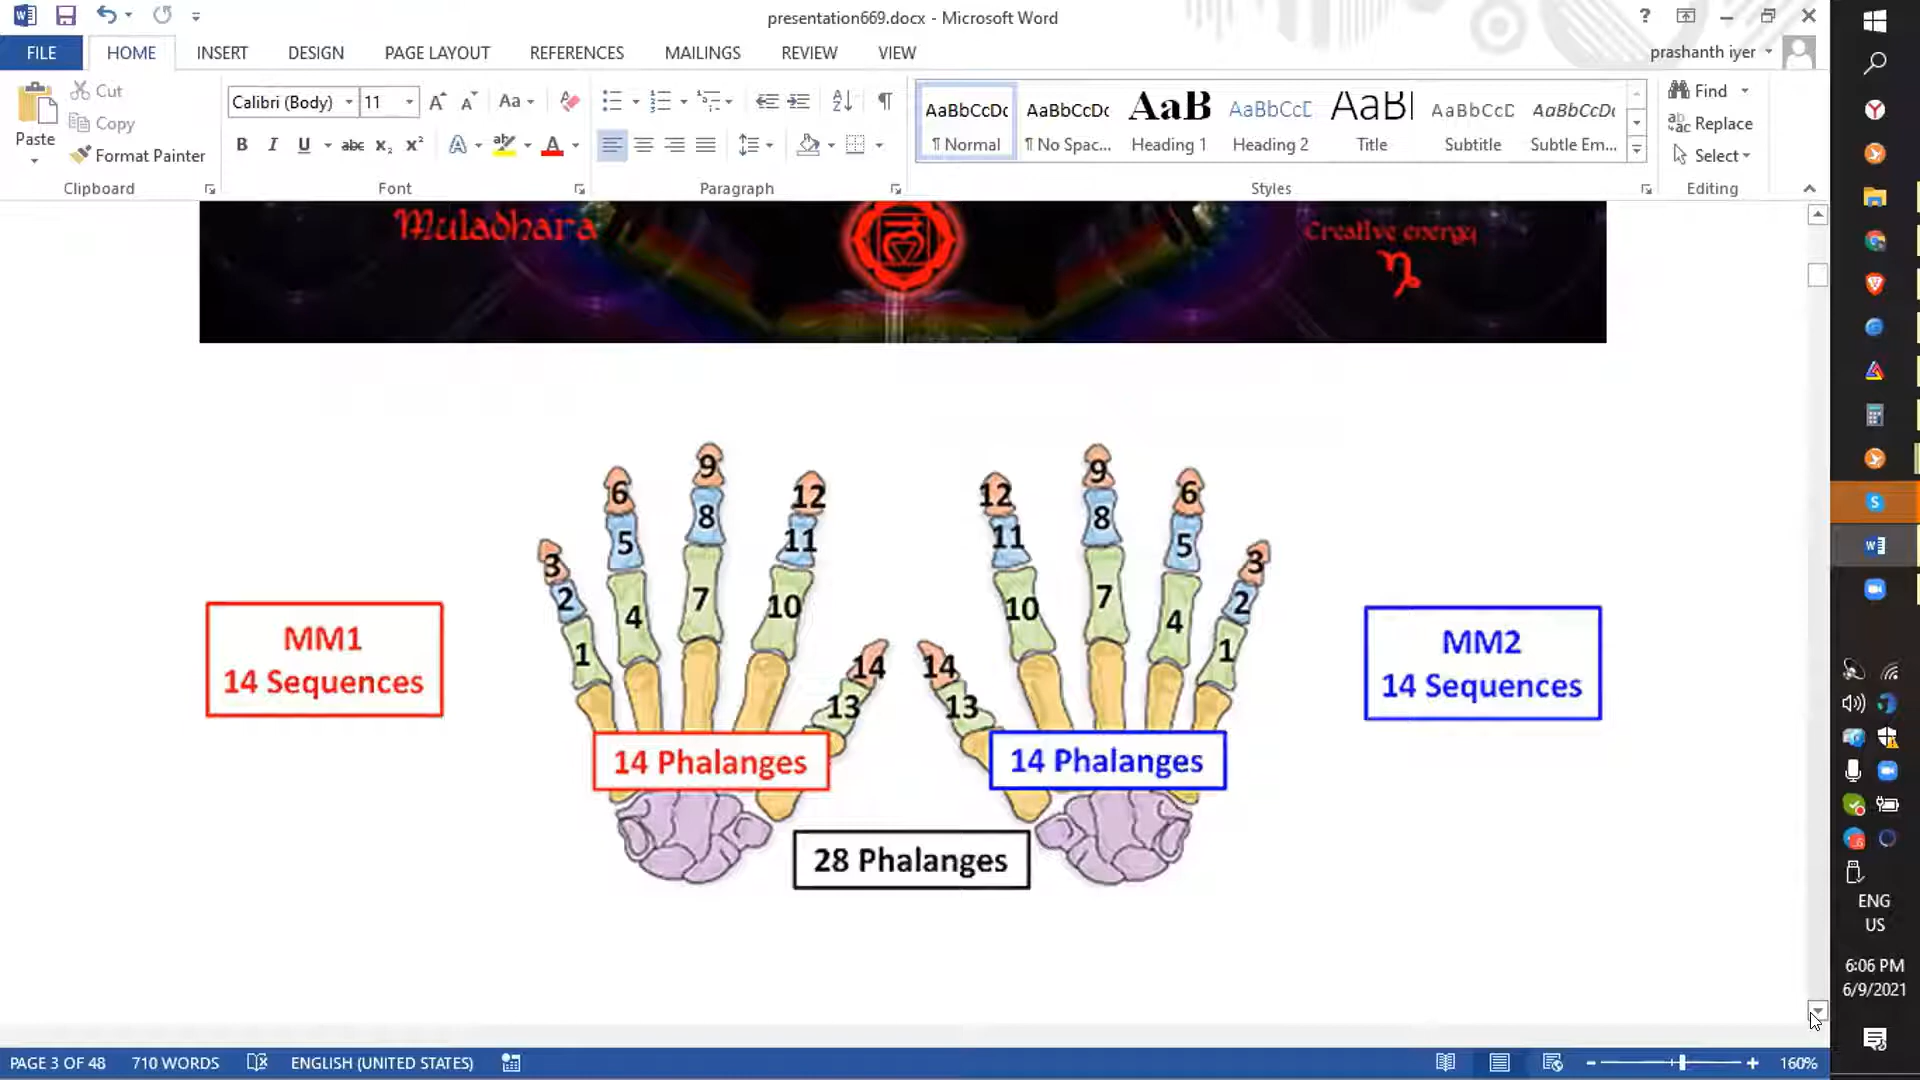 presentation669.docx - Microsoft Word
FILE
HOME
INSERT
DESIGN
PAGE LAYOUT
REFERENCES
MAILINGS
REVIEW
VIEW
prashanth iyer
Paste
Cut
Copy
Format Painter
Clipboard
Calibri (Body)
11
Font
Paragraph
AaBbCcDc
¶ Normal
AaBbCcDc
¶ No Spac...
AaB
Heading 1
AaBbCcD
Heading 2
AaB
Title
AaBbCcD
Subtitle
AaBbCcDc
Subtle Em...
Styles
Find
Replace
Select
Editing
Muladhara
Creative energy
9
9
6
12
12
6
8
8
5
11
11
5
3
3
2
2
4
7
10
10
7
4
1
1
14
14
13
13
MM1
14 Sequences
MM2
14 Sequences
14 Phalanges
14 Phalanges
28 Phalanges
ENG
US
6:06 PM
6/9/2021
PAGE 3 OF 48
710 WORDS
ENGLISH (UNITED STATES)
160%